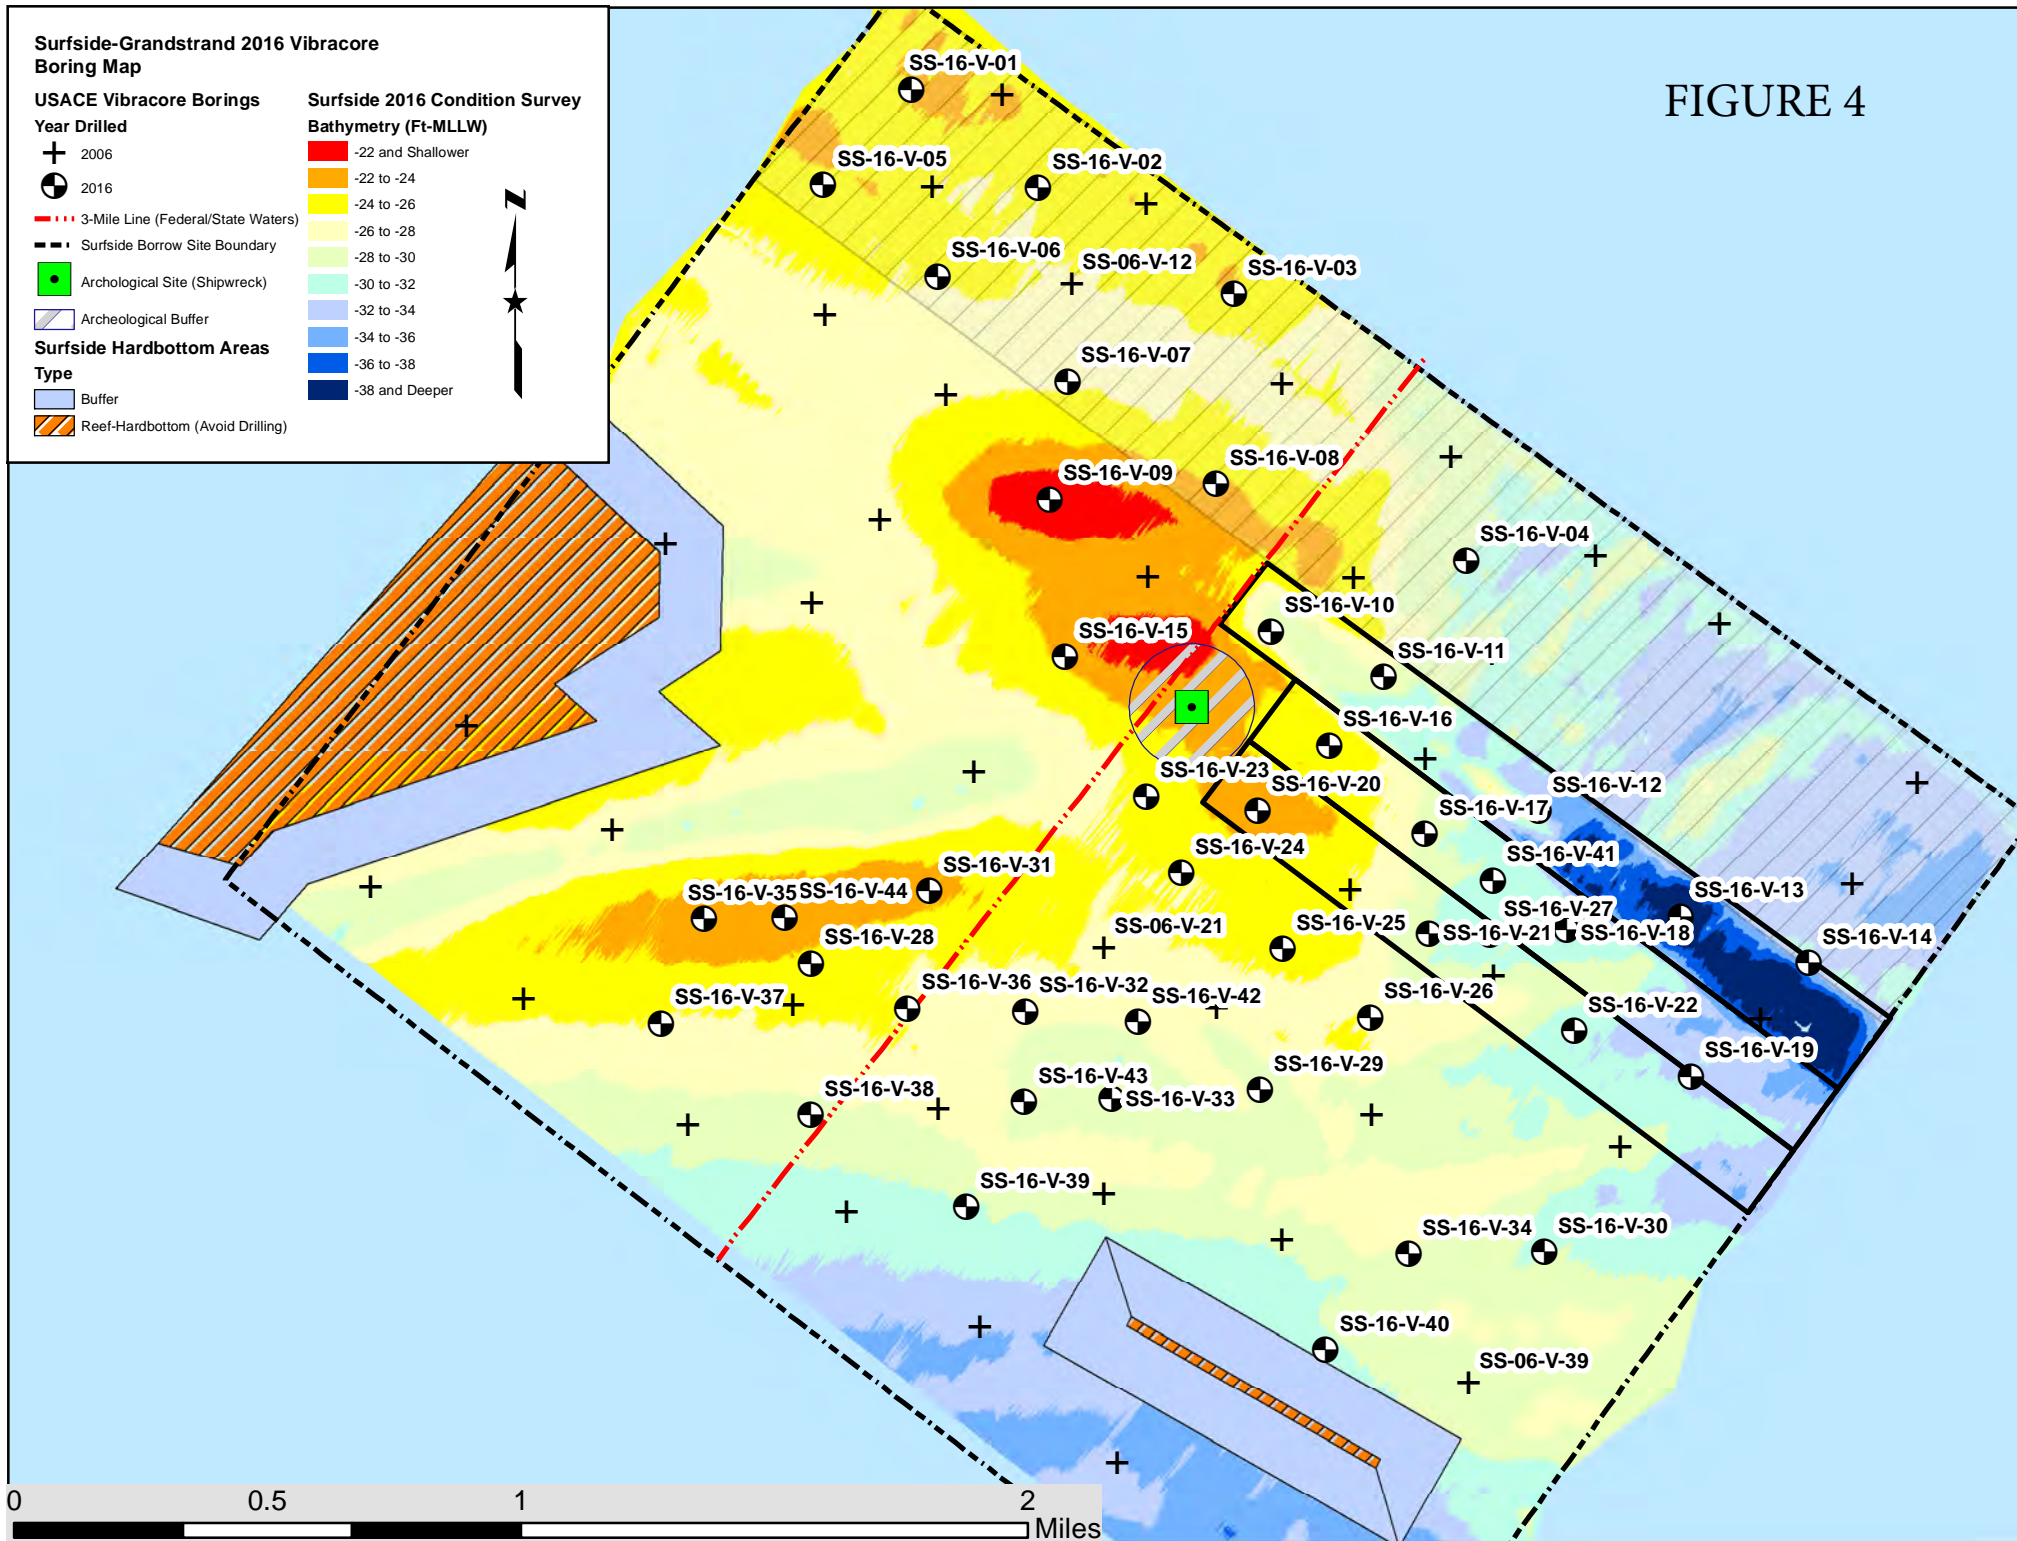 Surfside-Grandstrand 2016 Vibracore
Boring Map
USACE Vibracore Borings
Year Drilled
2006
2016
3-Mile Line (Federal/State Waters)
Surfside Borrow Site Boundary
Archological Site (Shipwreck)
Archeological Buffer
Surfside Hardbottom Areas
Type
Buffer
Reef-Hardbottom (Avoid Drilling)
Surfside 2016 Condition Survey
Bathymetry (Ft-MLLW)
-22 and Shallower
-22 to -24
-24 to -26
-26 to -28
-28 to -30
-30 to -32
-32 to -34
-34 to -36
-36 to -38
-38 and Deeper
N
FIGURE 4
SS-16-V-01
SS-16-V-05
SS-16-V-02
SS-16-V-06
SS-06-V-12
SS-16-V-03
SS-16-V-07
SS-16-V-08
SS-16-V-09
SS-16-V-04
SS-16-V-10
SS-16-V-15
SS-16-V-11
SS-16-V-16
SS-16-V-23
SS-16-V-20
SS-16-V-12
SS-16-V-17
SS-16-V-24
SS-16-V-41
SS-16-V-31
SS-16-V-35
SS-16-V-44
SS-16-V-13
SS-16-V-27
SS-06-V-21
SS-16-V-25
SS-16-V-21
SS-16-V-18
SS-16-V-28
SS-16-V-14
SS-16-V-37
SS-16-V-36
SS-16-V-32
SS-16-V-42
SS-16-V-26
SS-16-V-22
SS-16-V-19
SS-16-V-38
SS-16-V-43
SS-16-V-33
SS-16-V-29
SS-16-V-39
SS-16-V-34
SS-16-V-30
SS-16-V-40
SS-06-V-39
0
0.5
1
2
Miles